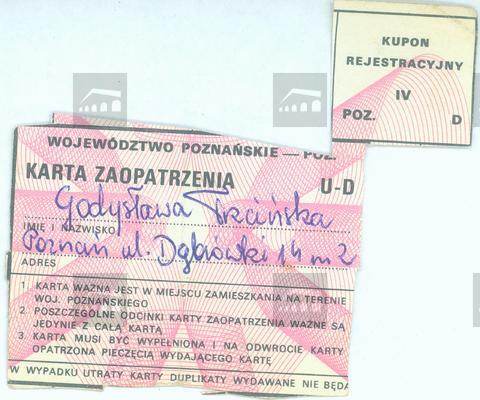 KUPON
REJESTRACYJNY
IV
POZ. D
WOJEWÓDZTWO POZNAŃSKIE — POZ.
KARTA ZAOPATRZENIA U-D
Godysława Trzcińska
IMIĘ I NAZWISKO
Poznań ul. Dąbrówki 14 m 2
ADRES
1 KARTA WAŻNA JEST W MIEJSCU ZAMIESZKANIA NA TERENIE
WOJ. POZNAŃSKIEGO
2. POSZCZEGÓLNE ODCINKI KARTY ZAOPATRZENIA WAŻNE SĄ
JEDYNIE Z CAŁĄ KARTĄ
3. KARTA MUSI BYĆ WYPEŁNIONA I NA ODWROCIE KARTY
OPATRZONA PIECZĘCIĄ WYDAJĄCEGO KARTĘ
W WYPADKU UTRATY KARTY DUPLIKATY WYDAWANE NIE BĘDĄ